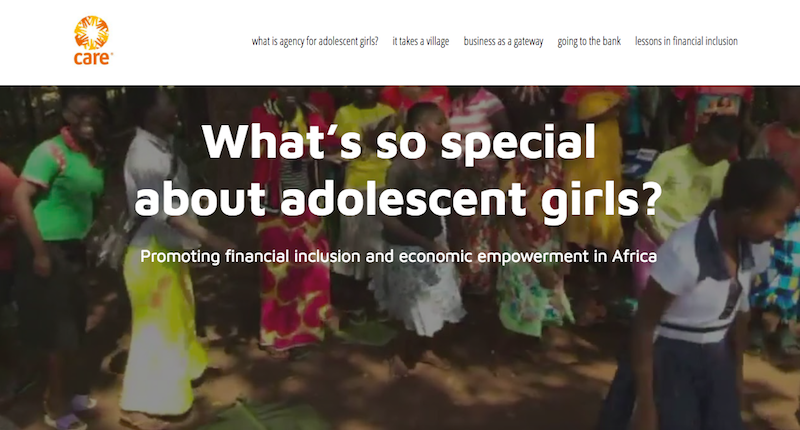 care
what is agency for adolescent girls?
it takes a village
business as a gateway
going to the bank
lessons in financial inclusion
What's so special
about adolescent girls?
Promoting financial inclusion and economic empowerment in Africa